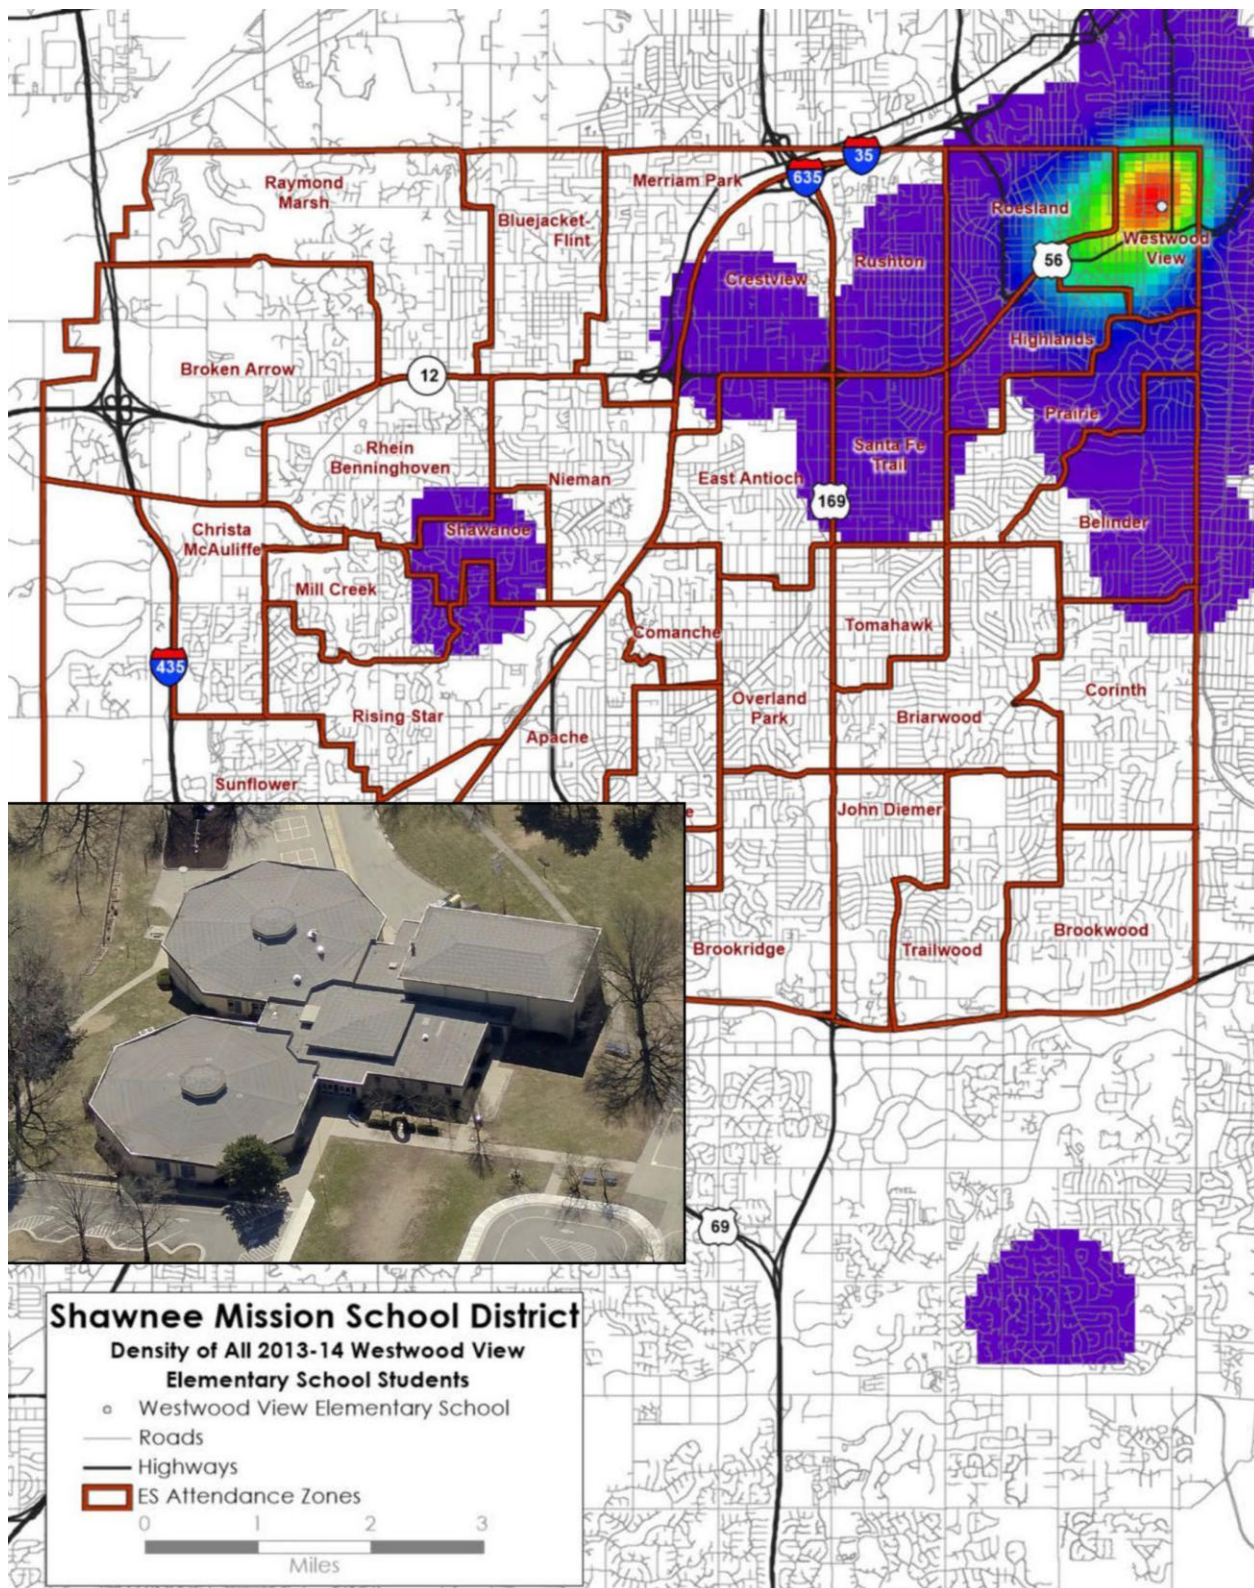 35
635
Raymond
Marsh
Merriam Park
Bluejacket-
Flint
Roesland
Westwood
View
56
Rushton
Crestview
Highlands
Broken Arrow
12
Prairie
Rhein
Benninghoven
Santa Fe
Trail
Nieman
East Antioch
169
Christa
McAuliffe
Shawanoe
Belinder
Mill Creek
Comanche
Tomahawk
435
Corinth
Overland
Park
Rising Star
Briarwood
Apache
Sunflower
e
John Diemer
Brookridge
Trailwood
Brookwood
69
Shawnee Mission School District
Density of All 2013-14 Westwood View
Elementary School Students
Westwood View Elementary School
Roads
Highways
ES Attendance Zones
0 1 2 3
Miles